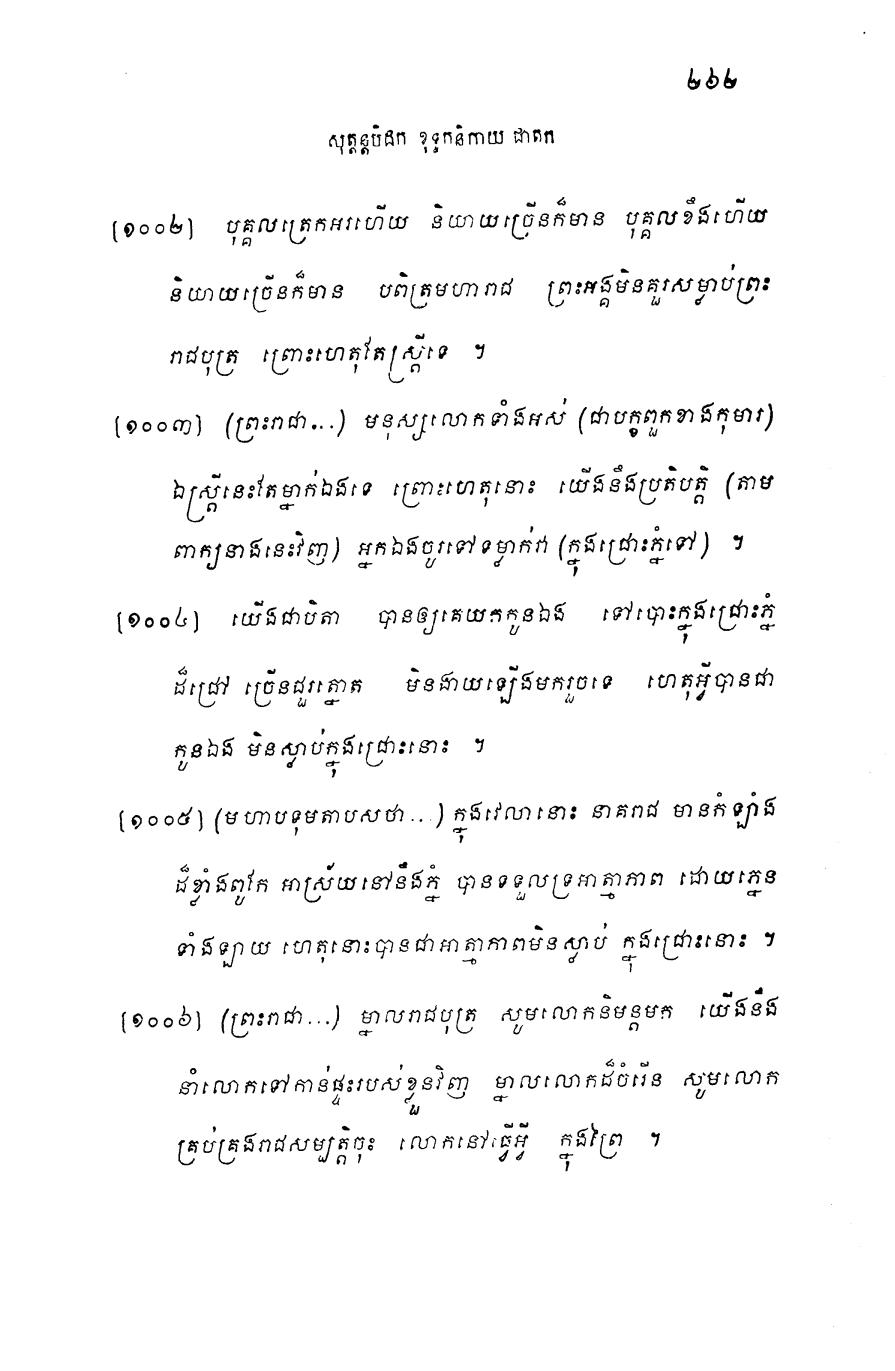 ២៦២
សុត្តន្តបិដក ខុទ្ទកនិកាយ ជាតក
[១០០២] បុគ្គលត្រេកអរហើយ និយាយច្រើនក៏មាន បុគ្គលខឹងហើយ
និយាយច្រើនក៏មាន បពិត្រមហារាជ ព្រះអង្គមិនគួរសម្លាប់ព្រះ
រាជបុត្រ ព្រោះហេតុតែស្ត្រីទេ ។
[១០០៣] (ព្រះរាជា...) មនុស្សលោកទាំងអស់ (ជាបក្ខពួកខាងកុមារ)
ឯស្ត្រីនេះតែម្នាក់ឯងទេ ព្រោះហេតុនោះ យើងនឹងប្រតិបត្តិ (តាម
ពាក្យនាងនេះវិញ) អ្នកឯងចូរទៅទម្លាក់វា (ក្នុងជ្រោះភ្នំទៅ) ។
[១០០៤] យើងជាបិតា បានឲ្យគេយកកូនឯង ទៅបោះក្នុងជ្រោះភ្នំ
ដ៏ជ្រៅ ច្រើនដួរត្នោត មិនងាយឡើងមករួចទេ ហេតុអ្វីបានជា
កូនឯង មិនស្លាប់ក្នុងជ្រោះនោះ ។
[១០០៥] (មហាបទុមតាបសថា...) ក្នុងវេលានោះ នាគរាជ មានកំឡាំង
ដ៏ខ្លាំងពូកែ អាស្រ័យនៅនឹងភ្នំ បានទទួលទ្រអាត្មាភាព ដោយភ្នេន
ទាំងឡាយ ហេតុនោះបានជាអាត្មាភាពមិនស្លាប់ ក្នុងជ្រោះនោះ ។
[១០០៦] (ព្រះរាជា...) ម្នាលរាជបុត្រ សូមលោកនិមន្តមក យើងនឹង
នាំលោកទៅកាន់ផ្ទះរបស់ខ្លួនវិញ ម្នាលលោកដ៏ចំរើន សូមលោក
គ្រប់គ្រងរាជសម្បត្តិចុះ លោកនៅធ្វើអ្វី ក្នុងព្រៃ ។